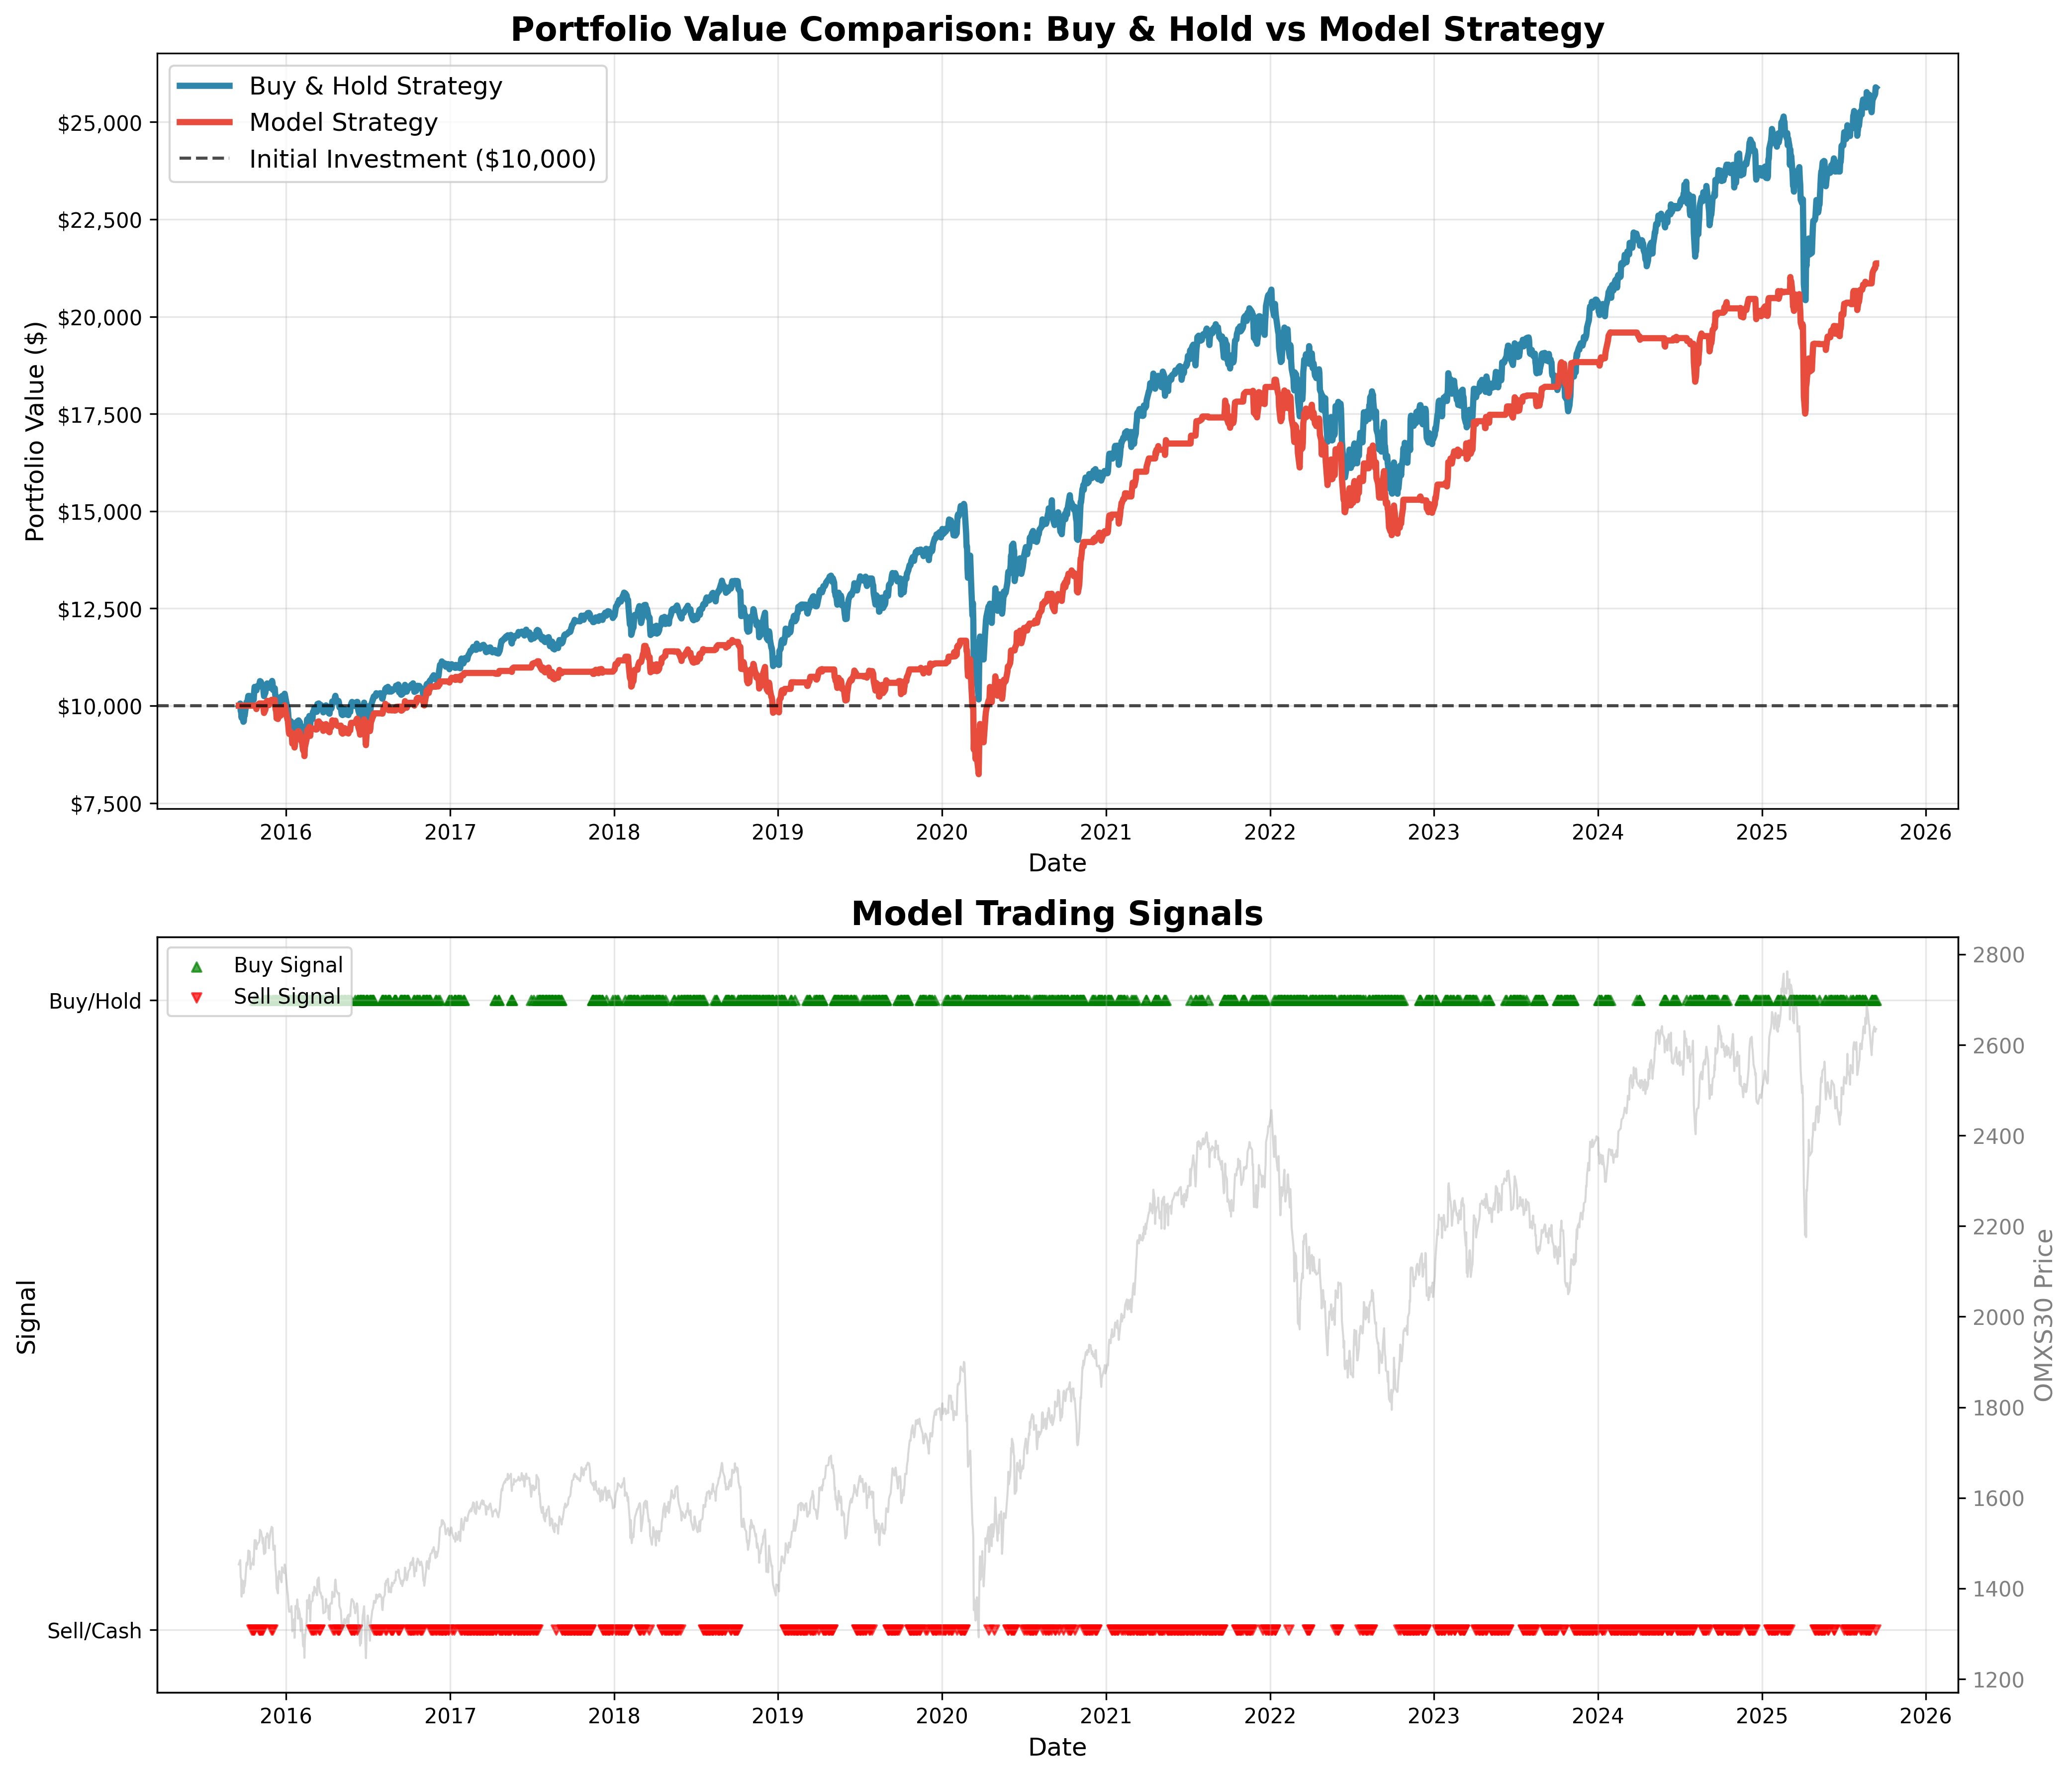 Portfolio Value Comparison: Buy & Hold vs Model Strategy
Buy & Hold Strategy
Model Strategy
Initial Investment ($10,000)
Portfolio Value ($)
$25,000
$22,500
$20,000
$17,500
$15,000
$12,500
$10,000
$7,500
2016 2017 2018 2019 2020 2021 2022 2023 2024 2025 2026
Date
Model Trading Signals
Buy Signal
Sell Signal
Signal
Buy/Hold
Sell/Cash
2800
2600
2400
2200
2000
1800
1600
1400
1200
OMXS30 Price
2016 2017 2018 2019 2020 2021 2022 2023 2024 2025 2026
Date